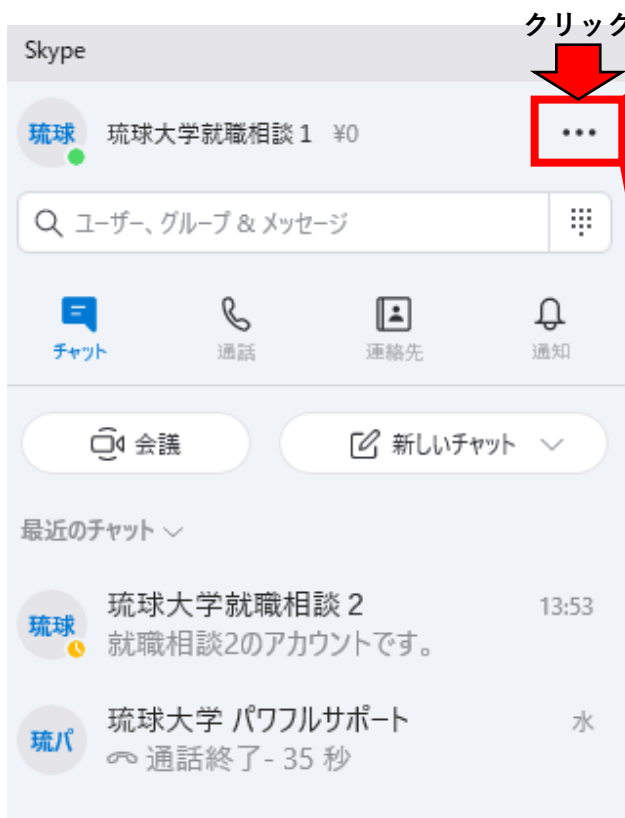 クリック
Skype
琉球 琉球大学就職相談1 ¥0
ユーザー、グループ & メッセージ
チャット 通話 連絡先 通知
会議 新しいチャット
最近のチャット
琉球大学就職相談2 13:53
琉球 就職相談2のアカウントです。
琉球大学 パワフルサポート 水
琉パ 通話終了- 35 秒